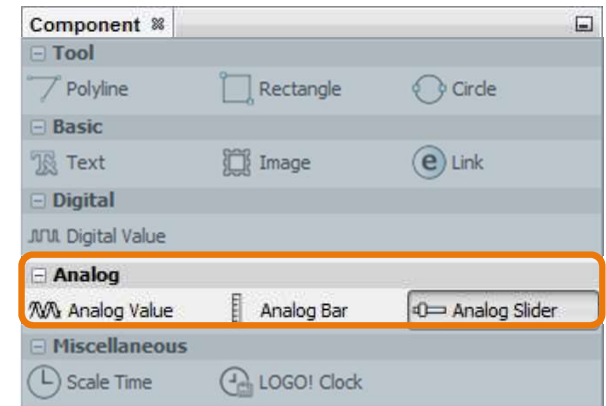 Component
Tool
Polyline Rectangle Circle
Basic
Text Image Link
Digital
Digital Value
Analog
Analog Value Analog Bar Analog Slider
Miscellaneous
Scale Time LOGO! Clock